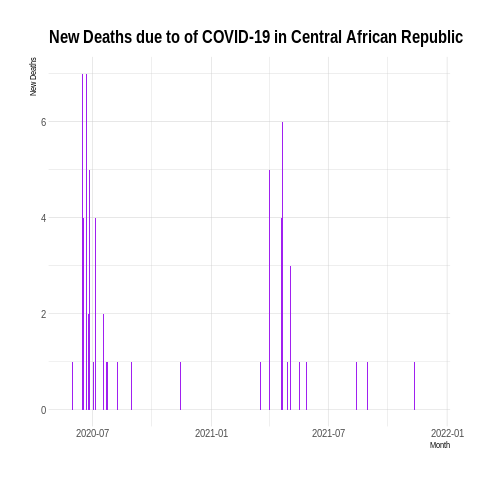 New Deaths due to of COVID-19 in Central African Republic
New Deaths
6
4
2
0
2020-07 2021-01 2021-07 2022-01
Month